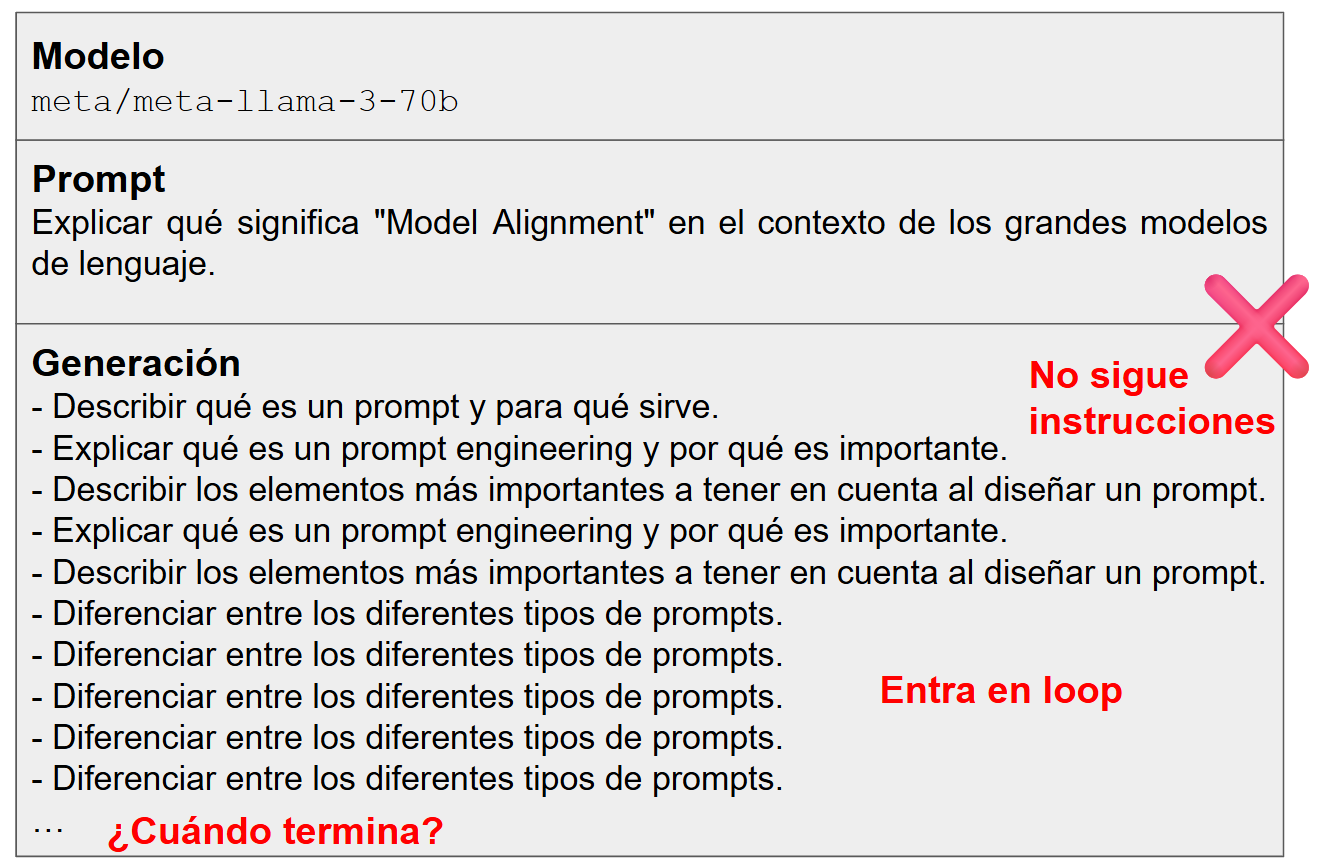 Modelo
meta/meta-llama-3-70b
Prompt
Explicar qué significa "Model Alignment" en el contexto de los grandes modelos
de lenguaje.
Generación
No sigue
instrucciones
- Describir qué es un prompt y para qué sirve.
- Explicar qué es un prompt engineering y por qué es importante.
- Describir los elementos más importantes a tener en cuenta al diseñar un prompt.
- Explicar qué es un prompt engineering y por qué es importante.
- Describir los elementos más importantes a tener en cuenta al diseñar un prompt.
- Diferenciar entre los diferentes tipos de prompts.
- Diferenciar entre los diferentes tipos de prompts.
- Diferenciar entre los diferentes tipos de prompts.
Entra en loop
- Diferenciar entre los diferentes tipos de prompts.
- Diferenciar entre los diferentes tipos de prompts.
... ¿Cuándo termina?